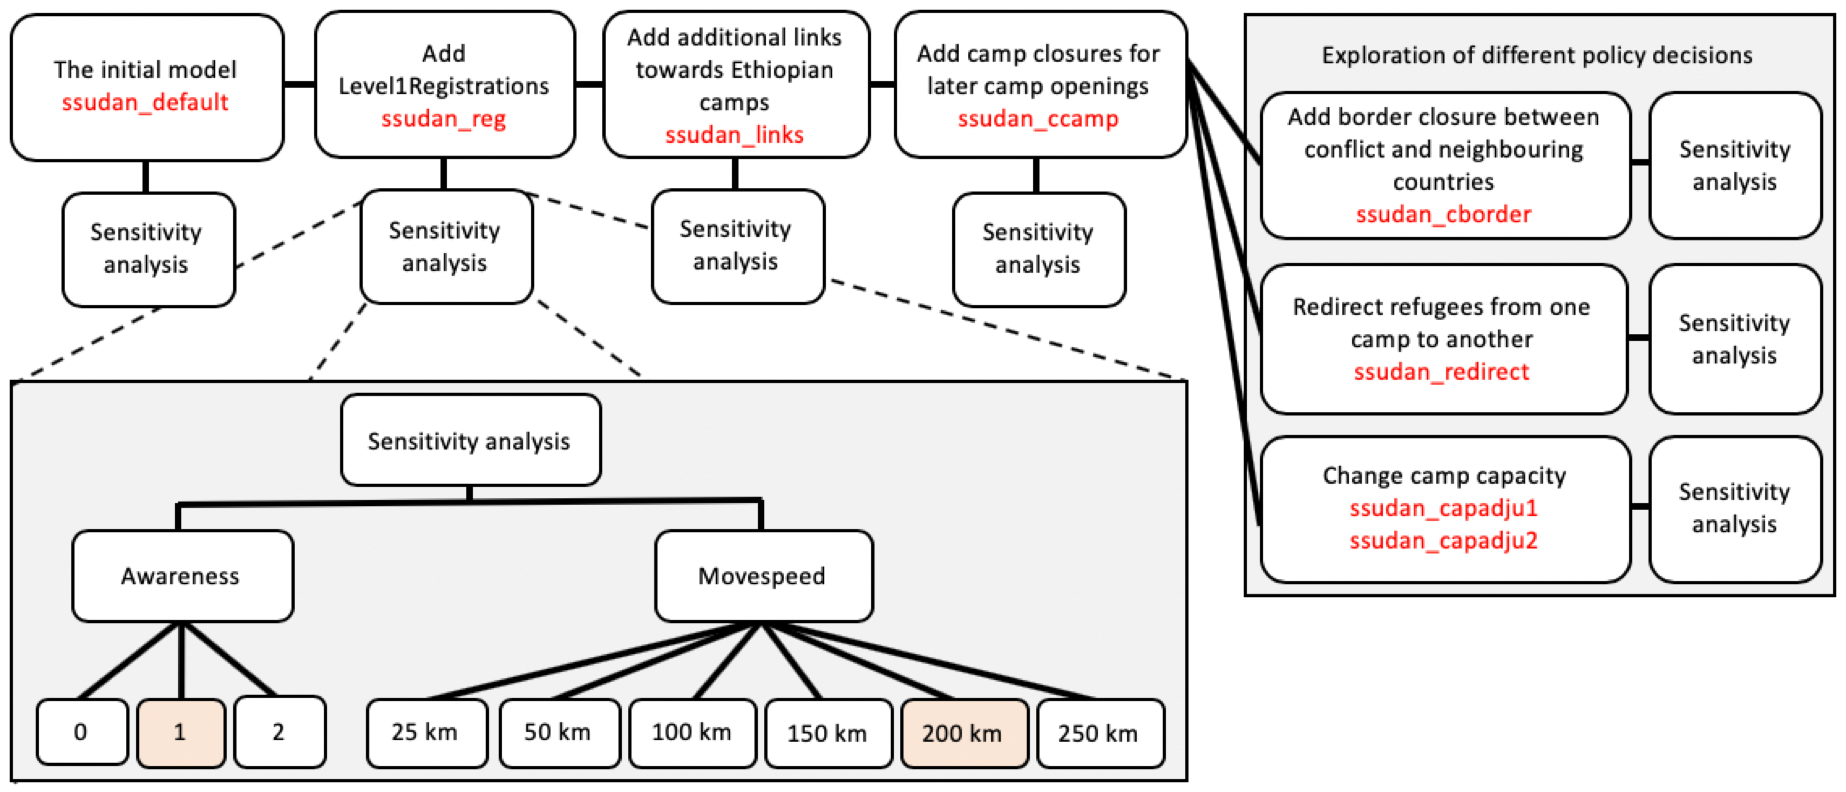 The initial model
ssudan_default
Add
Level1Registrations
ssudan_reg
Add additional links
towards Ethiopian
camps
ssudan_links
Add camp closures for
later camp openings
ssudan_ccamp
Sensitivity
analysis
Sensitivity
analysis
Sensitivity
analysis
Sensitivity
analysis
Exploration of different policy decisions
Add border closure between
conflict and neighbouring
countries
ssudan_cborder
Sensitivity
analysis
Redirect refugees from one
camp to another
ssudan_redirect
Sensitivity
analysis
Change camp capacity
ssudan_capadju1
ssudan_capadju2
Sensitivity
analysis
Sensitivity analysis
Awareness
Movespeed
0
1
2
25 km
50 km
100 km
150 km
200 km
250 km